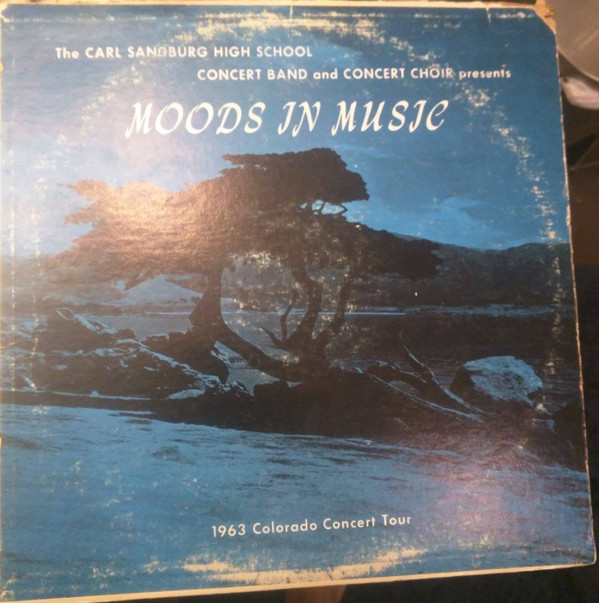 The CARL SANDBURG HIGH SCHOOL
CONCERT BAND and CONCERT CHOIR presents
MOODS IN MUSIC
1963 Colorado Concert Tour